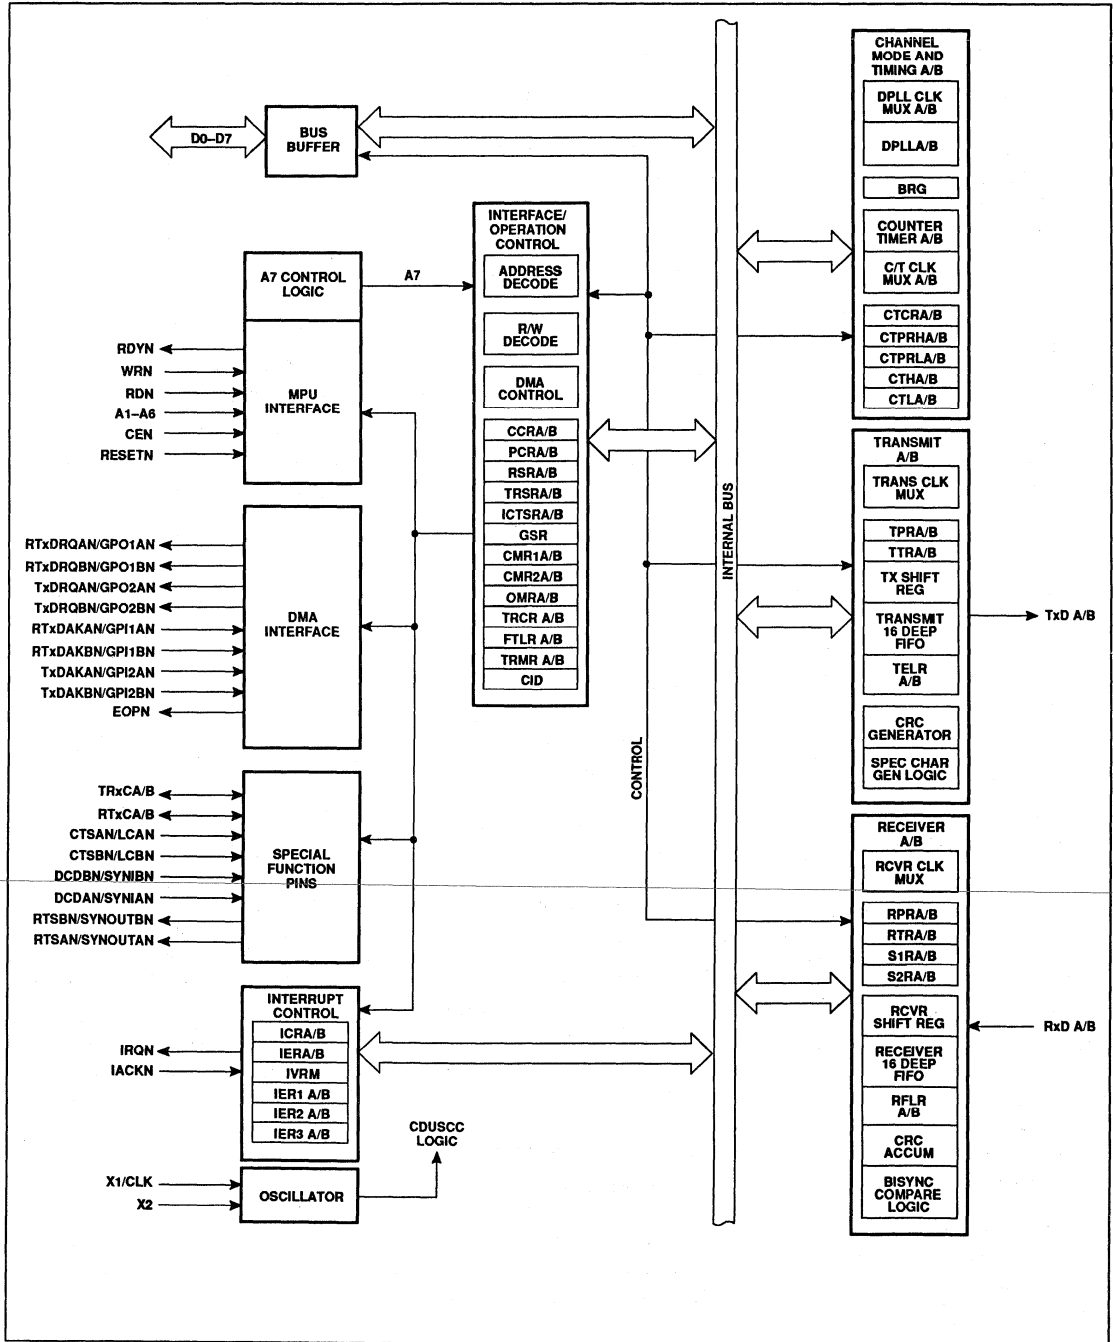 D0–D7
BUS
BUFFER
A7 CONTROL
LOGIC
A7
MPU
INTERFACE
RDYN
WRN
RDN
A1–A6
CEN
RESETN
DMA
INTERFACE
RTxDRQAN/GPO1AN
RTxDRQBN/GPO1BN
TxDRQAN/GPO2AN
TxDRQBN/GPO2BN
RTxDAKAN/GPI1AN
RTxDAKBN/GPI1BN
TxDAKAN/GPI2AN
TxDAKBN/GPI2BN
EOPN
SPECIAL
FUNCTION
PINS
TRxCA/B
RTxCA/B
CTSAN/LCAN
CTSBN/LCBN
DCDBN/SYNIBN
DCDAN/SYNIAN
RTSBN/SYNOUTBN
RTSAN/SYNOUTAN
INTERRUPT
CONTROL
ICRA/B
IERA/B
IVRM
IER1 A/B
IER2 A/B
IER3 A/B
IRQN
IACKN
X1/CLK
X2
OSCILLATOR
CDUSCC
LOGIC
INTERFACE/
OPERATION
CONTROL
ADDRESS
DECODE
R/W
DECODE
DMA
CONTROL
CCRA/B
PCRA/B
RSRA/B
TRSRA/B
ICTSRA/B
GSR
CMR1A/B
CMR2A/B
OMRA/B
TRCR A/B
FTLR A/B
TRMR A/B
CID
CONTROL
INTERNAL BUS
CHANNEL
MODE AND
TIMING A/B
DPLL CLK
MUX A/B
DPLLA/B
BRG
COUNTER
TIMER A/B
C/T CLK
MUX A/B
CTCRA/B
CTPRHA/B
CTPRLA/B
CTHA/B
CTLA/B
TRANSMIT
A/B
TRANS CLK
MUX
TPRA/B
TTRA/B
TX SHIFT
REG
TRANSMIT
16 DEEP
FIFO
TELR
A/B
CRC
GENERATOR
SPEC CHAR
GEN LOGIC
TxD A/B
RECEIVER
A/B
RCVR CLK
MUX
RPRA/B
RTRA/B
S1RA/B
S2RA/B
RCVR
SHIFT REG
RECEIVER
16 DEEP
FIFO
RFLR
A/B
CRC
ACCUM
BISYNC
COMPARE
LOGIC
RxD A/B